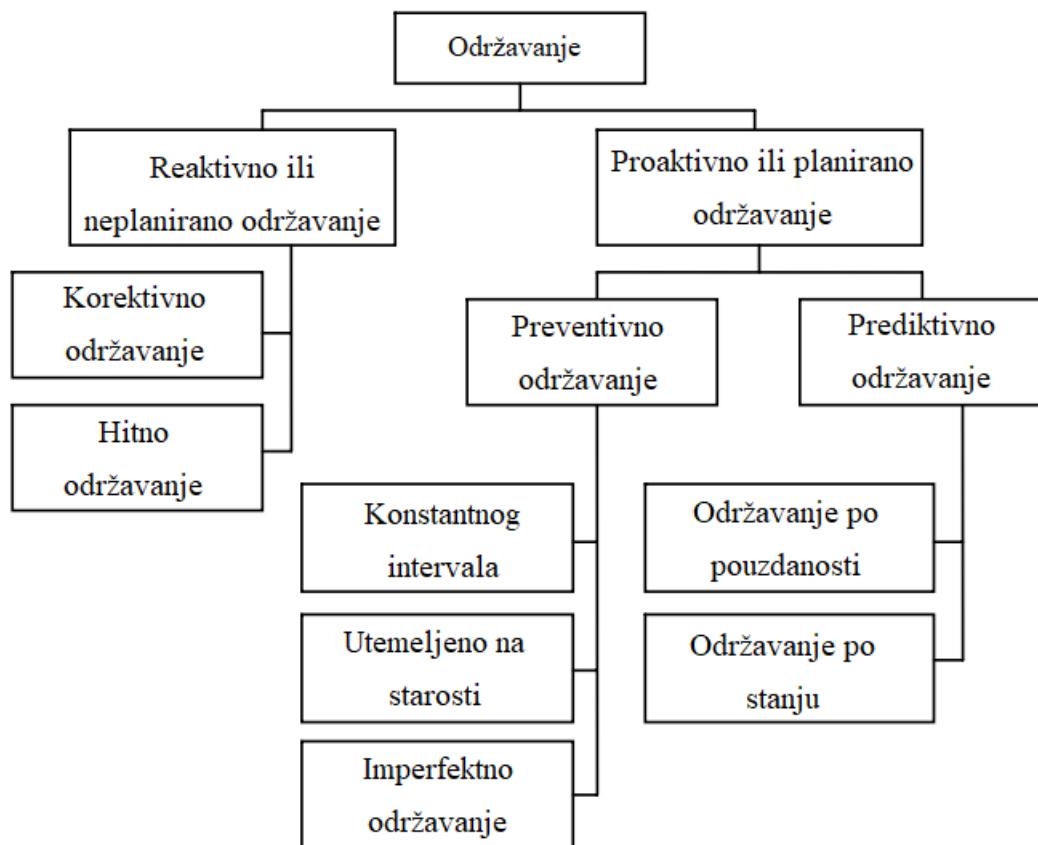 Održavanje
Reaktivno ili
neplanirano održavanje
Proaktivno ili planirano
održavanje
Korektivno
održavanje
Hitno
održavanje
Preventivno
održavanje
Prediktivno
održavanje
Konstantnog
intervala
Utemeljeno na
starosti
Imperfektno
održavanje
Održavanje po
pouzdanosti
Održavanje po
stanju